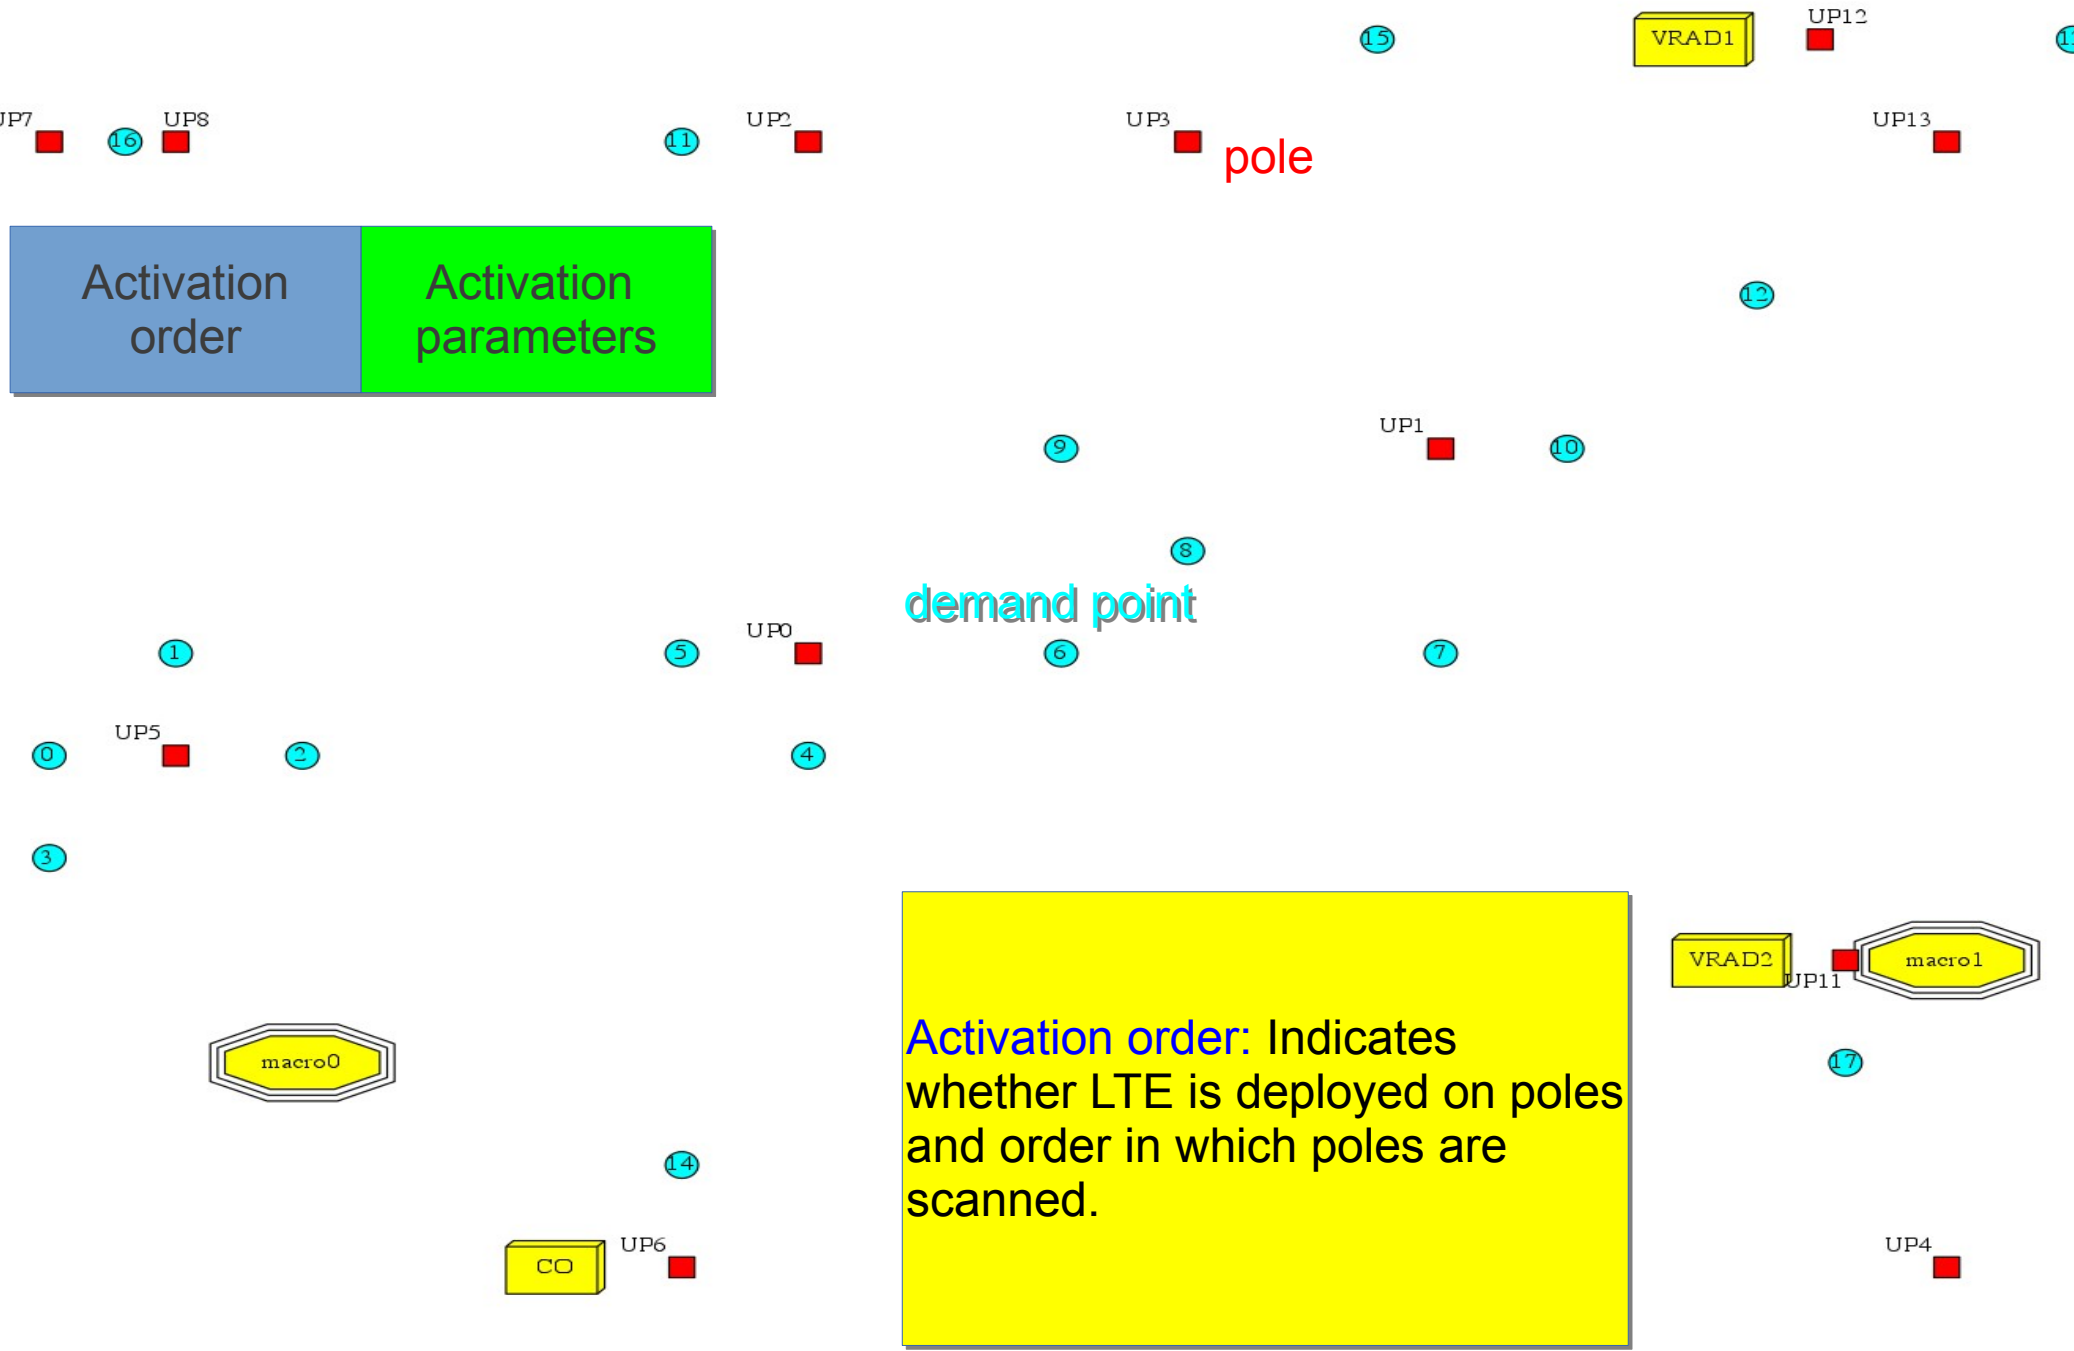 UP12
15
VRAD1
UP7
16
UP8
11
UP2
UP3
pole
UP13
Activation
order
Activation
parameters
12
9
UP1
10
8
demand point
1
5
UP0
6
7
0
UP5
2
4
3
VRAD2
UP11
macro1
macro0
Activation order: Indicates
whether LTE is deployed on poles
and order in which poles are
scanned.
17
14
CO
UP6
UP4